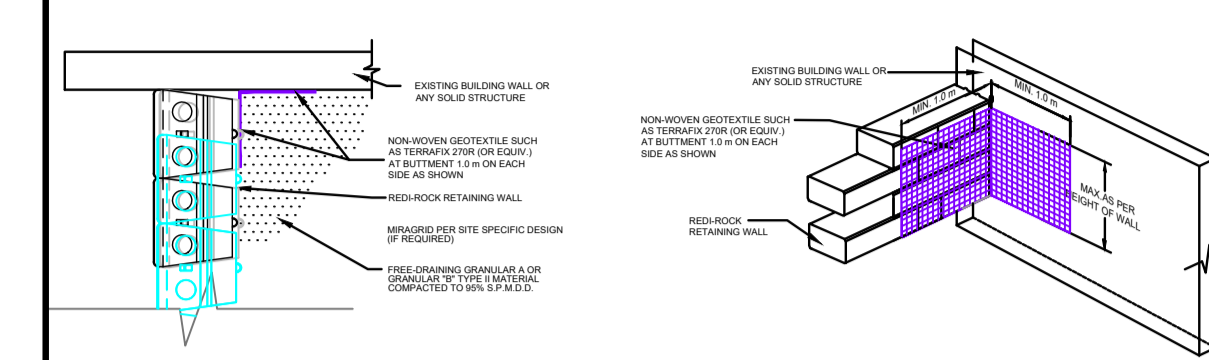 EXISTING BUILDING WALL OR
ANY SOLID STRUCTURE
NON-WOVEN GEOTEXTILE SUCH
AS TERRAFIX 270R (OR EQUIV.)
AT BUTTMENT 1.0 m ON EACH
SIDE AS SHOWN
REDI-ROCK RETAINING WALL
MIRAGRID PER SITE SPECIFIC DESIGN
(IF REQUIRED)
FREE-DRAINING GRANULAR A OR
GRANULAR "B" TYPE II MATERIAL
COMPACTED TO 95% S.P.M.D.D.
EXISTING BUILDING WALL OR
ANY SOLID STRUCTURE
NON-WOVEN GEOTEXTILE SUCH
AS TERRAFIX 270R (OR EQUIV.)
AT BUTTMENT 1.0 m ON EACH
SIDE AS SHOWN
REDI-ROCK
RETAINING WALL
MIN. 1.0 m
MIN. 1.0 m
MAX.AS PER
HEIGHT OF WALL